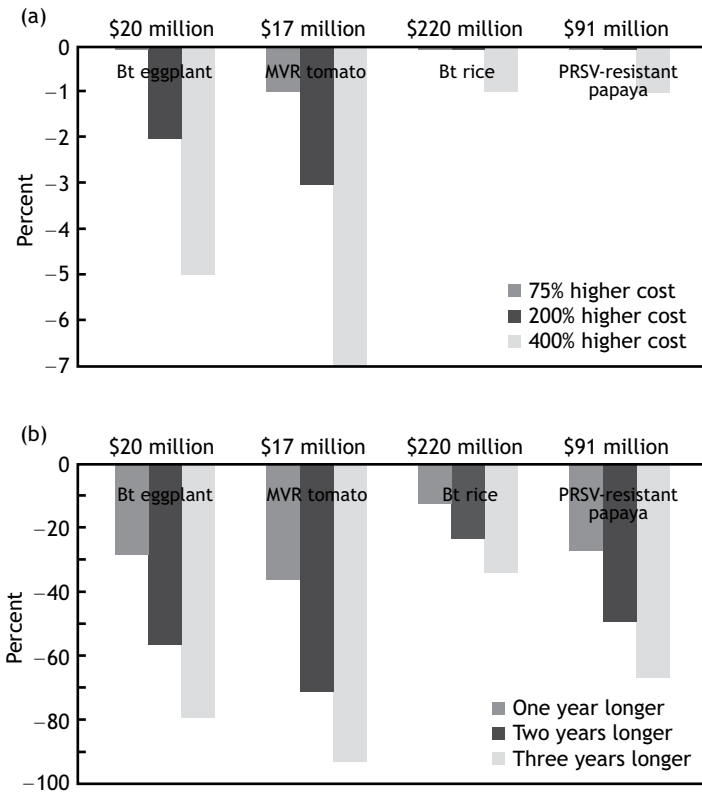 (a)
$20 million $17 million $220 million $91 million
0
Bt eggplant MVR tomato Bt rice PRSV-resistant
papaya
−1
−2
−3
−4
−5
−6
−7
Percent
75% higher cost
200% higher cost
400% higher cost
(b)
$20 million $17 million $220 million $91 million
0
Bt eggplant MVR tomato Bt rice PRSV-resistant
papaya
−20
−40
−60
−80
−100
Percent
One year longer
Two years longer
Three years longer